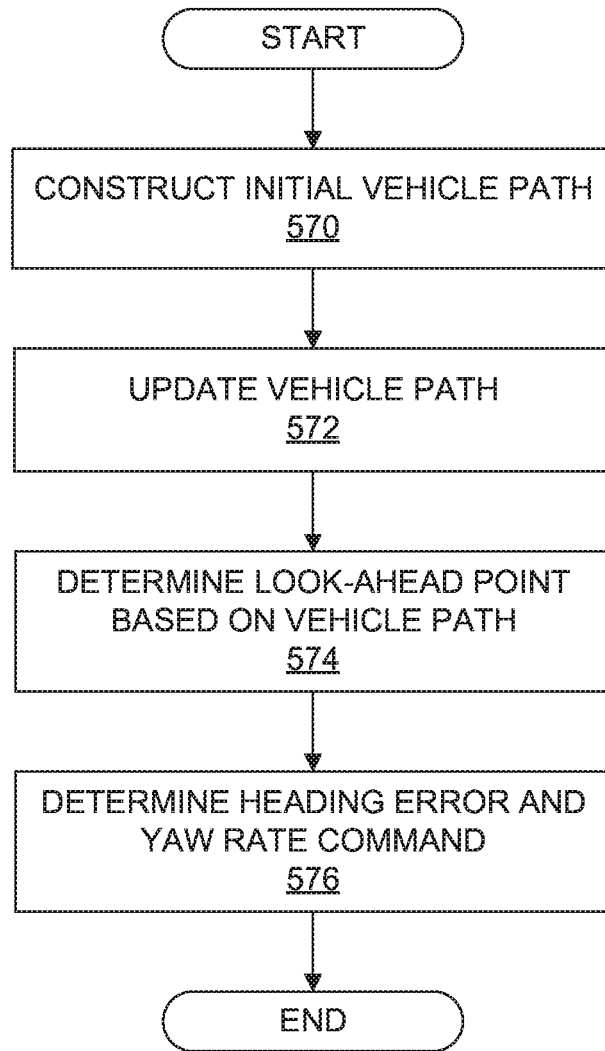 START
CONSTRUCT INITIAL VEHICLE PATH
570
UPDATE VEHICLE PATH
572
DETERMINE LOOK-AHEAD POINT
BASED ON VEHICLE PATH
574
DETERMINE HEADING ERROR AND
YAW RATE COMMAND
576
END